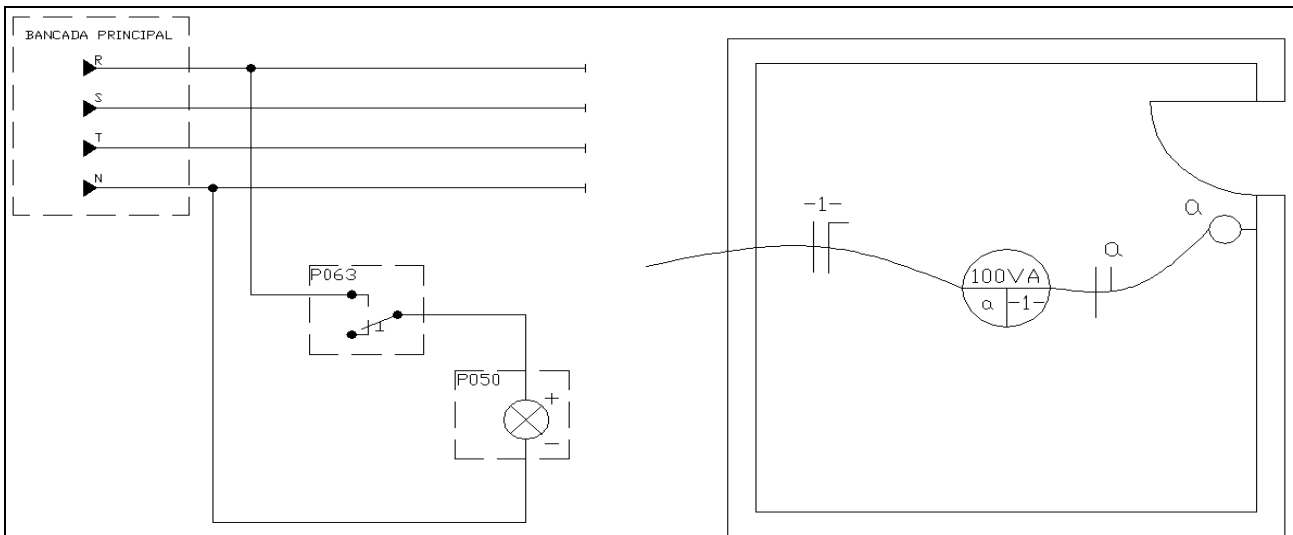 BANCADA PRINCIPAL
R
S
T
N
P063
1
P050
+
-
-1-
100VA
a
-1-
a
a